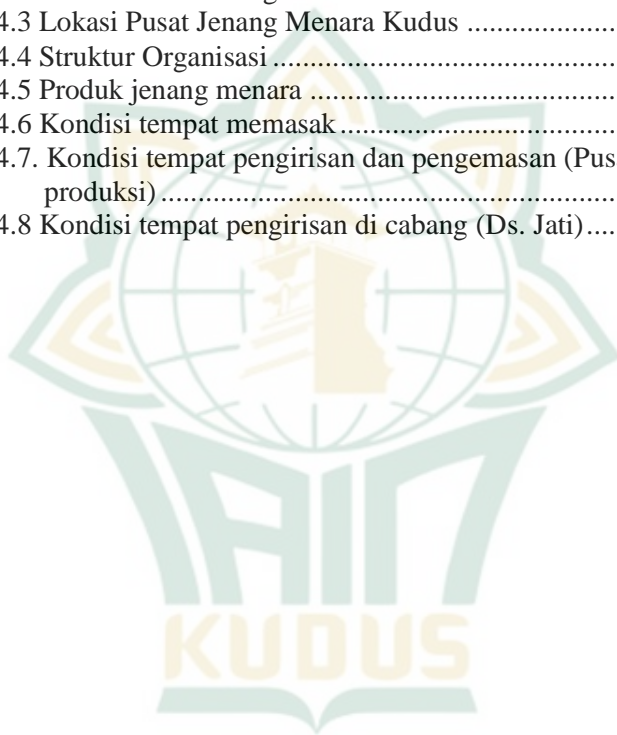 4.3 Lokasi Pusat Jenang Menara Kudus ....................
4.4 Struktur Organisasi ..............................................
4.5 Produk jenang menara .........................................
4.6 Kondisi tempat memasak ....................................
4.7. Kondisi tempat pengirisan dan pengemasan (Pus
produksi) ..............................................................
4.8 Kondisi tempat pengirisan di cabang (Ds. Jati) ....
IAIN
KUDUS